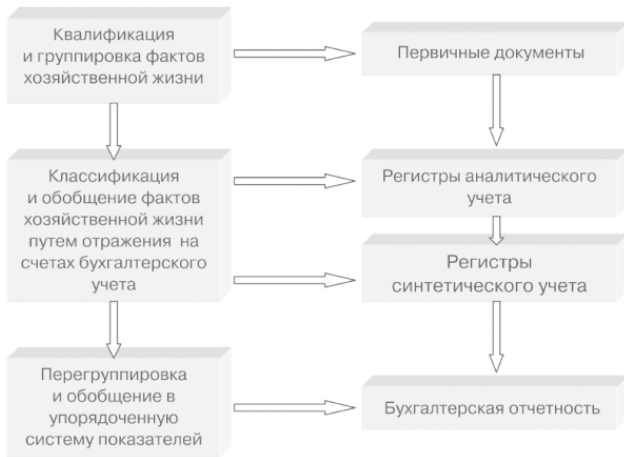 Квалификация
и группировка фактов
хозяйственной жизни
Первичные документы
Классификация
и обобщение фактов
хозяйственной жизни
путем отражения на
счетах бухгалтерского
учета
Регистры аналитического
учета
Регистры
синтетического учета
Перегруппировка
и обобщение в
упорядоченную
систему показателей
Бухгалтерская отчетность